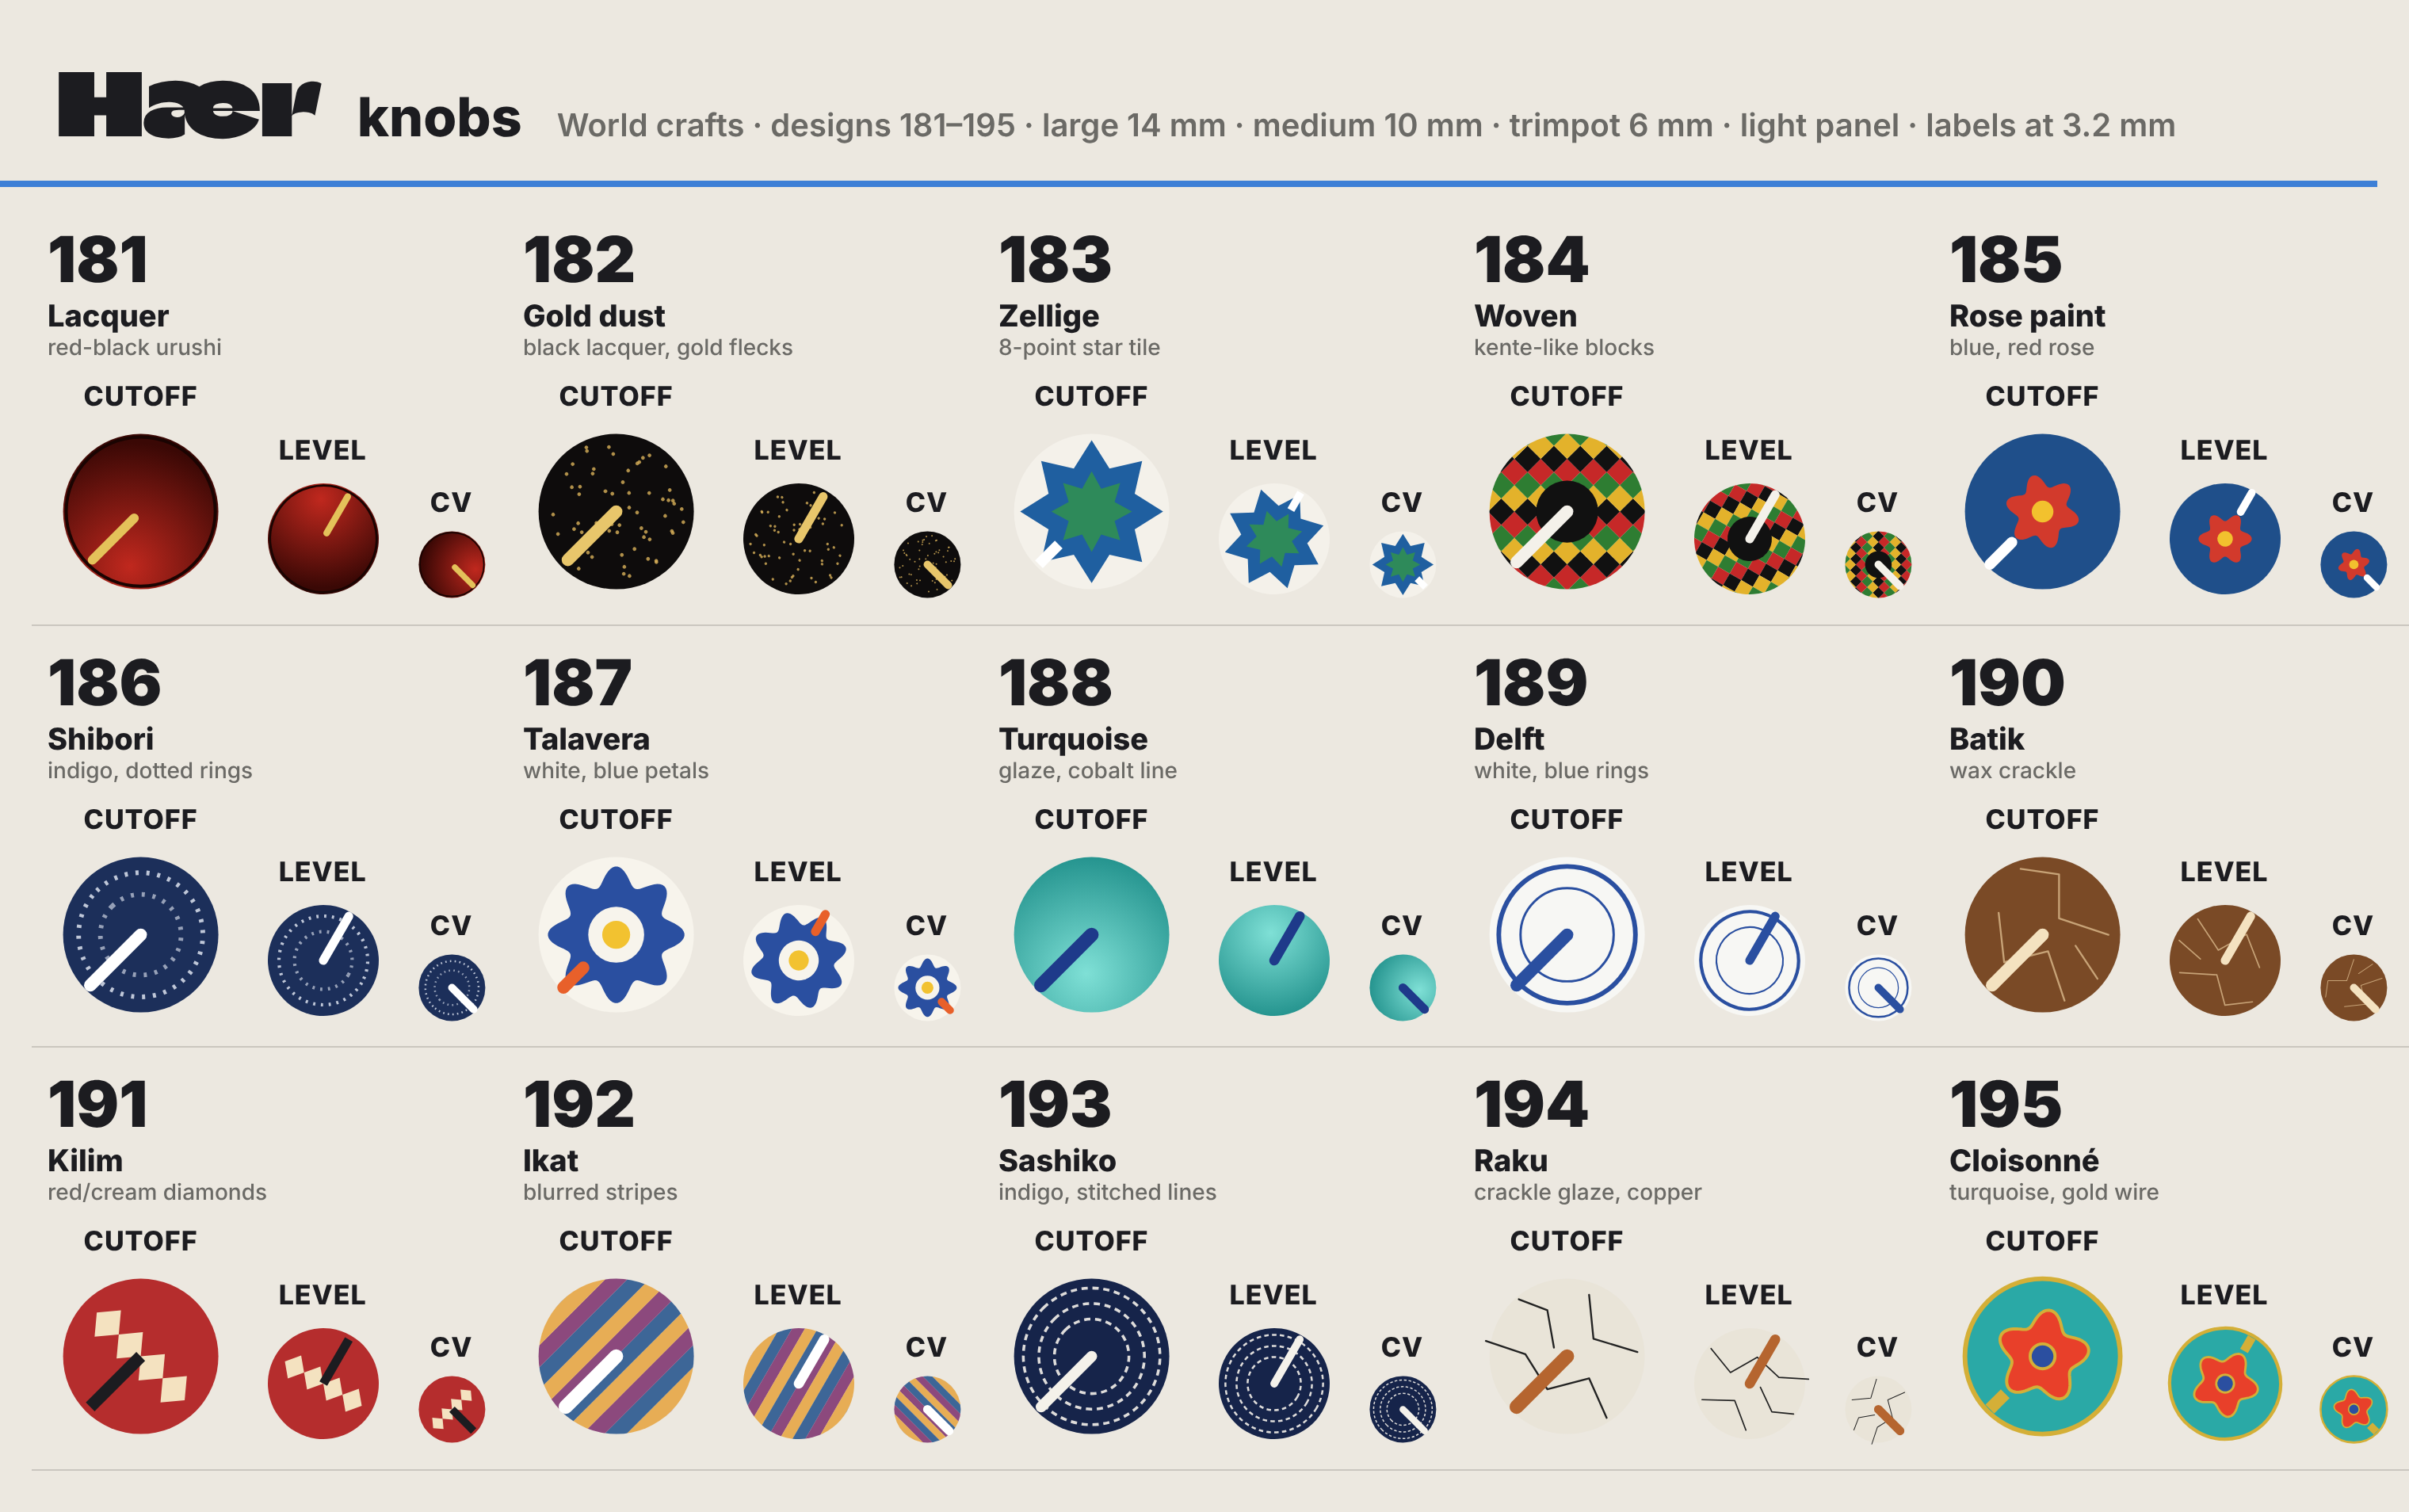 Hær knobs World crafts · designs 181–195 · large 14 mm · medium 10 mm · trimpot 6 mm · light panel · labels at 3.2 mm
181
Lacquer
red-black urushi
CUTOFF
LEVEL
CV
182
Gold dust
black lacquer, gold flecks
CUTOFF
LEVEL
CV
183
Zellige
8-point star tile
CUTOFF
LEVEL
CV
184
Woven
kente-like blocks
CUTOFF
LEVEL
CV
185
Rose paint
blue, red rose
CUTOFF
LEVEL
CV
186
Shibori
indigo, dotted rings
CUTOFF
LEVEL
CV
187
Talavera
white, blue petals
CUTOFF
LEVEL
CV
188
Turquoise
glaze, cobalt line
CUTOFF
LEVEL
CV
189
Delft
white, blue rings
CUTOFF
LEVEL
CV
190
Batik
wax crackle
CUTOFF
LEVEL
CV
191
Kilim
red/cream diamonds
CUTOFF
LEVEL
CV
192
Ikat
blurred stripes
CUTOFF
LEVEL
CV
193
Sashiko
indigo, stitched lines
CUTOFF
LEVEL
CV
194
Raku
crackle glaze, copper
CUTOFF
LEVEL
CV
195
Cloisonné
turquoise, gold wire
CUTOFF
LEVEL
CV